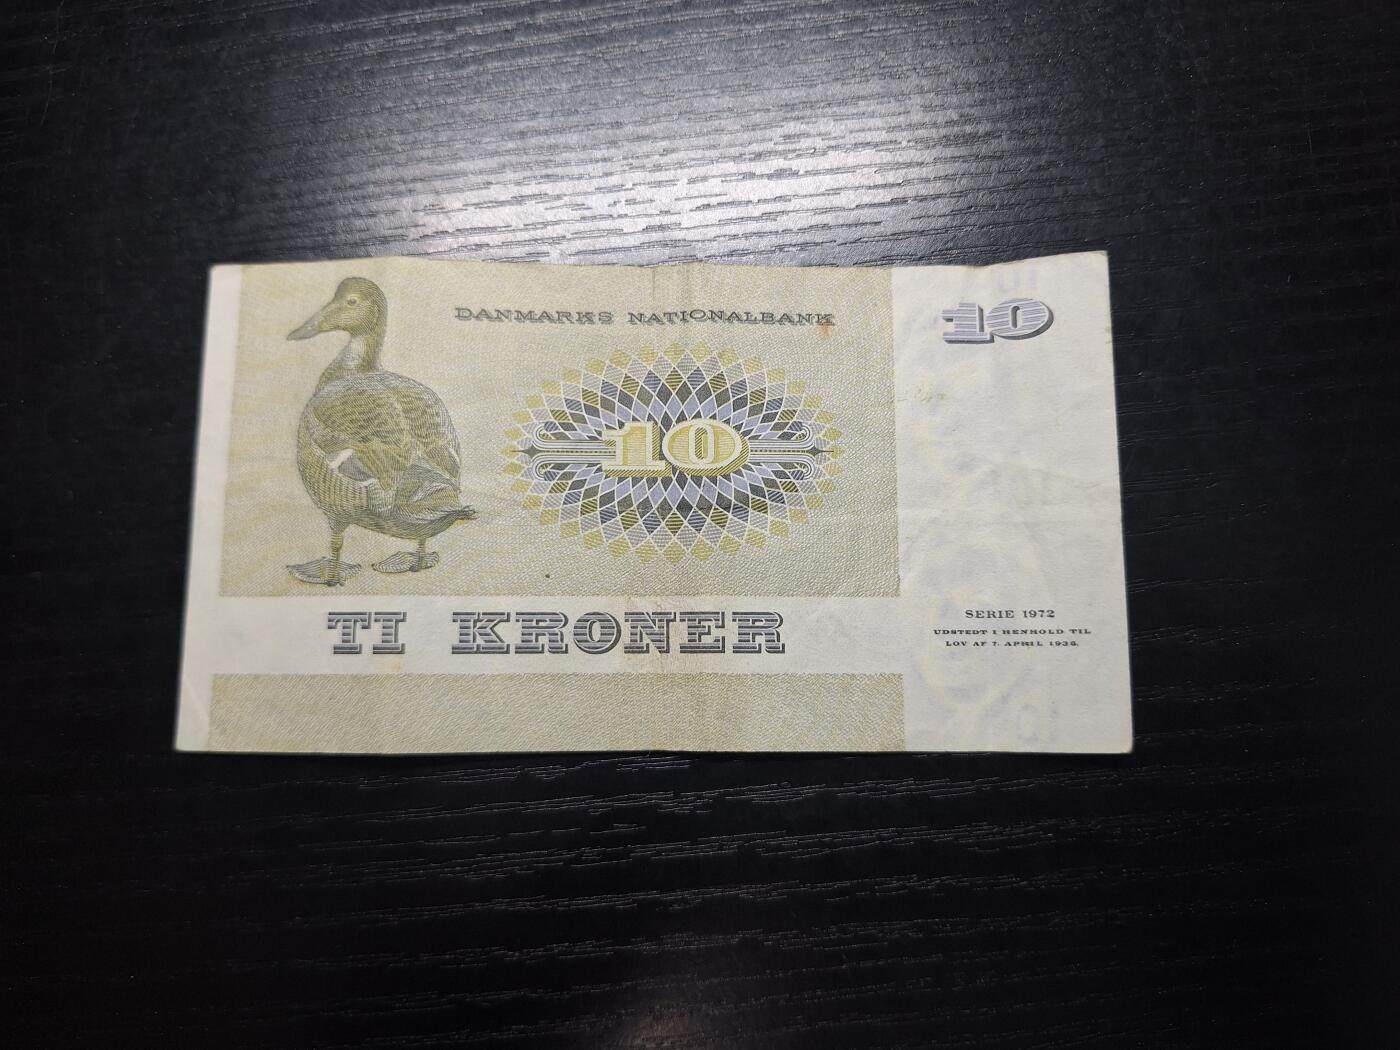 DANMARKS NATIONALBANK
10
10
TI KRONER
SERIE 1972
UDSTEDT I HENHOLD TIL
LOV AF 7. APRIL 1936.